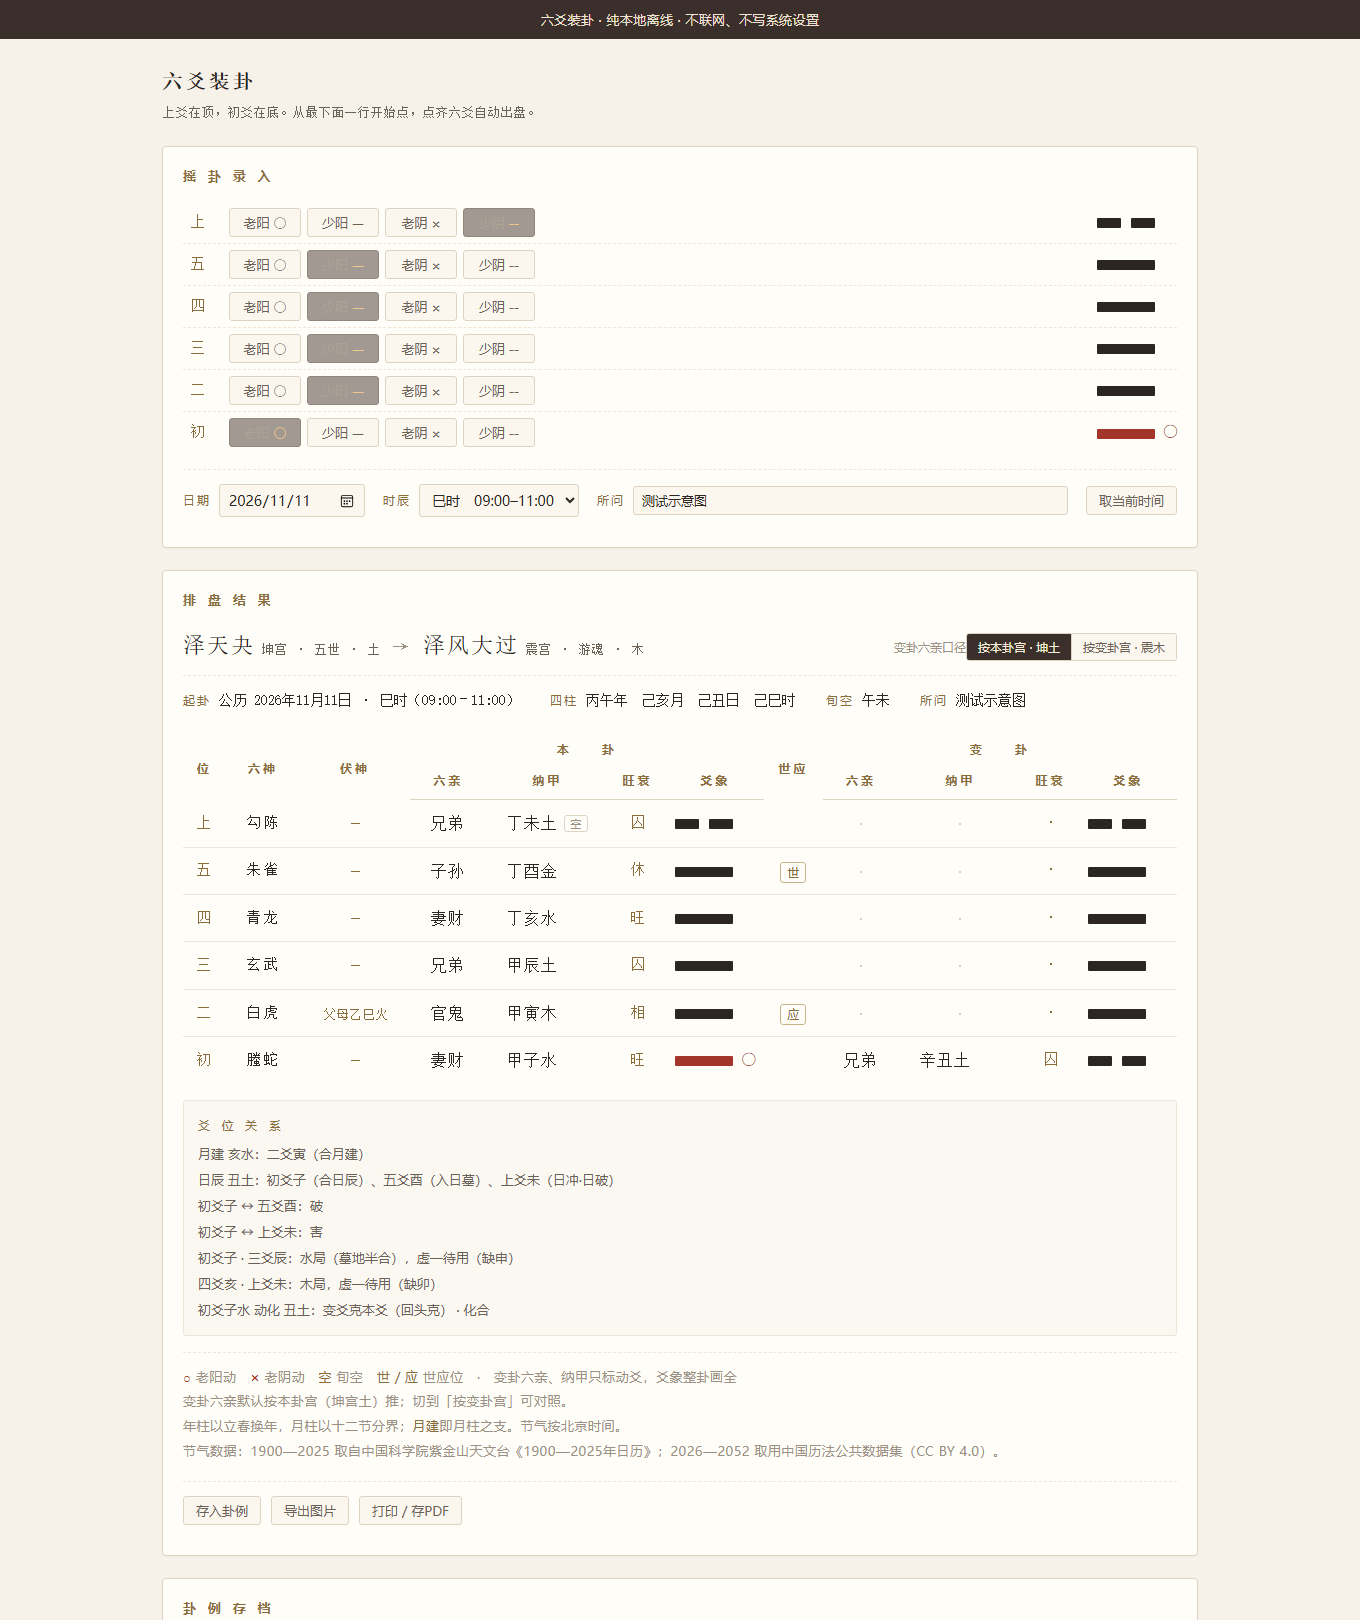 六爻装卦 · 纯本地离线 · 不联网、不写系统设置
六爻装卦
上爻在顶，初爻在底。从最下面一行开始点，点齐六爻自动出盘。
摇卦录入
上 老阳 ○ 少阳 — 老阴 × 少阴 --
五 老阳 ○ 少阳 — 老阴 × 少阴 --
四 老阳 ○ 少阳 — 老阴 × 少阴 --
三 老阳 ○ 少阳 — 老阴 × 少阴 --
二 老阳 ○ 少阳 — 老阴 × 少阴 --
初 老阳 ○ 少阳 — 老阴 × 少阴 --
日期 2026/11/11 时辰 巳时 09:00–11:00 所问 测试示意图 取当前时间
排盘结果
泽天夬 坤宫 · 五世 · 土 → 泽风大过 震宫 · 游魂 · 木 变卦六亲口径 按本卦宫 · 坤土 按变卦宫 · 震木
起卦 公历 2026年11月11日 · 巳时（09:00－11:00） 四柱 丙午年 己亥月 己丑日 己巳时 旬空 午未 所问 测试示意图
本卦 变卦
位 六神 伏神 世应
六亲 纳甲 旺衰 爻象 六亲 纳甲 旺衰 爻象
上 勾陈 — 兄弟 丁未土 空 囚 · · ·
五 朱雀 — 子孙 丁酉金 休 世 · · ·
四 青龙 — 妻财 丁亥水 旺 · · ·
三 玄武 — 兄弟 甲辰土 囚 · · ·
二 白虎 父母乙巳火 官鬼 甲寅木 相 应 · · ·
初 螣蛇 — 妻财 甲子水 旺 ○ 兄弟 辛丑土 囚
爻位关系
月建 亥水：二爻寅（合月建）
日辰 丑土：初爻子（合日辰）、五爻酉（入日墓）、上爻未（日冲·日破）
初爻子 ↔ 五爻酉：破
初爻子 ↔ 上爻未：害
初爻子 · 三爻辰：水局（墓地半合），虚一待用（缺申）
四爻亥 · 上爻未：木局，虚一待用（缺卯）
初爻子水 动化 丑土：变爻克本爻（回头克）· 化合
○ 老阳动 × 老阴动 空 旬空 世 / 应 世应位 · 变卦六亲、纳甲只标动爻，爻象整卦画全
变卦六亲默认按本卦宫（坤宫土）推；切到「按变卦宫」可对照。
年柱以立春换年，月柱以十二节分界；月建即月柱之支。节气按北京时间。
节气数据：1900—2025 取自中国科学院紫金山天文台《1900—2025年日历》；2026—2052 取用中国历法公共数据集（CC BY 4.0）。
存入卦例 导出图片 打印 / 存PDF
卦例存档